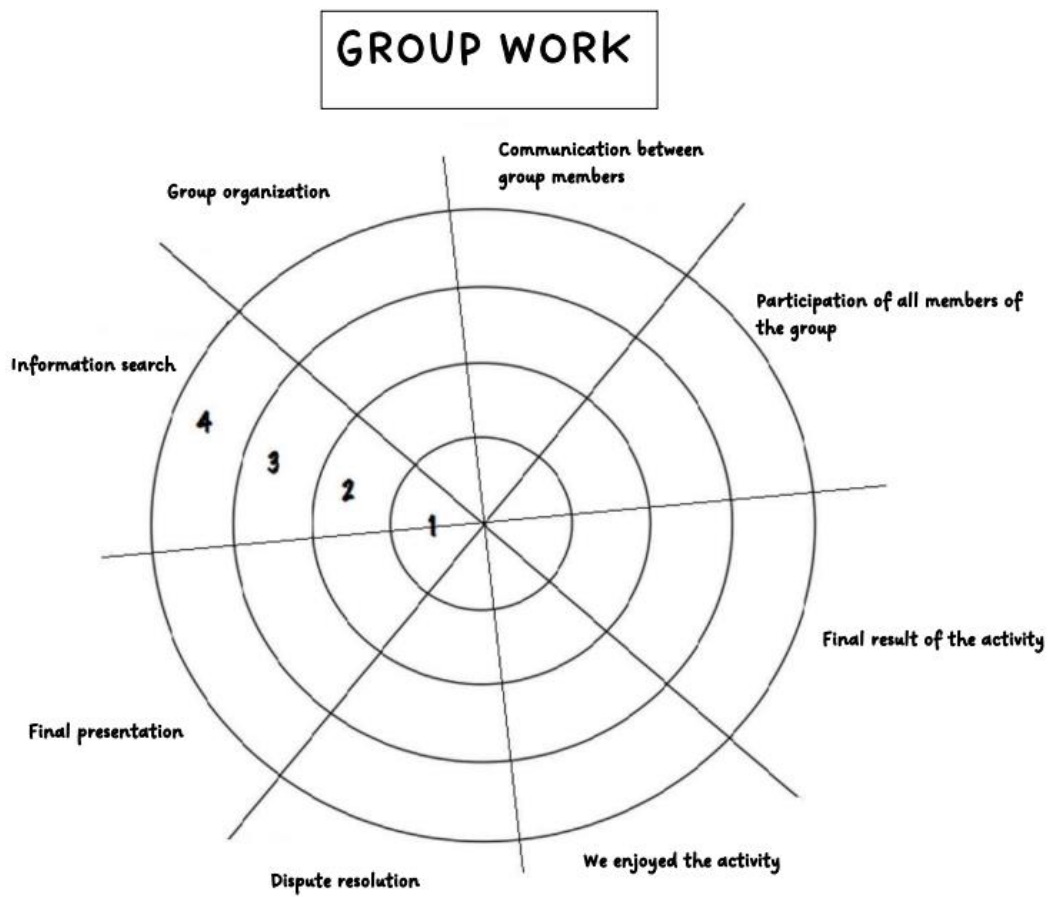 GROUP WORK
Communication between
group members
Group organization
Participation of all members of
the group
Information search
4
3
2
1
Final result of the activity
Final presentation
We enjoyed the activity
Dispute resolution